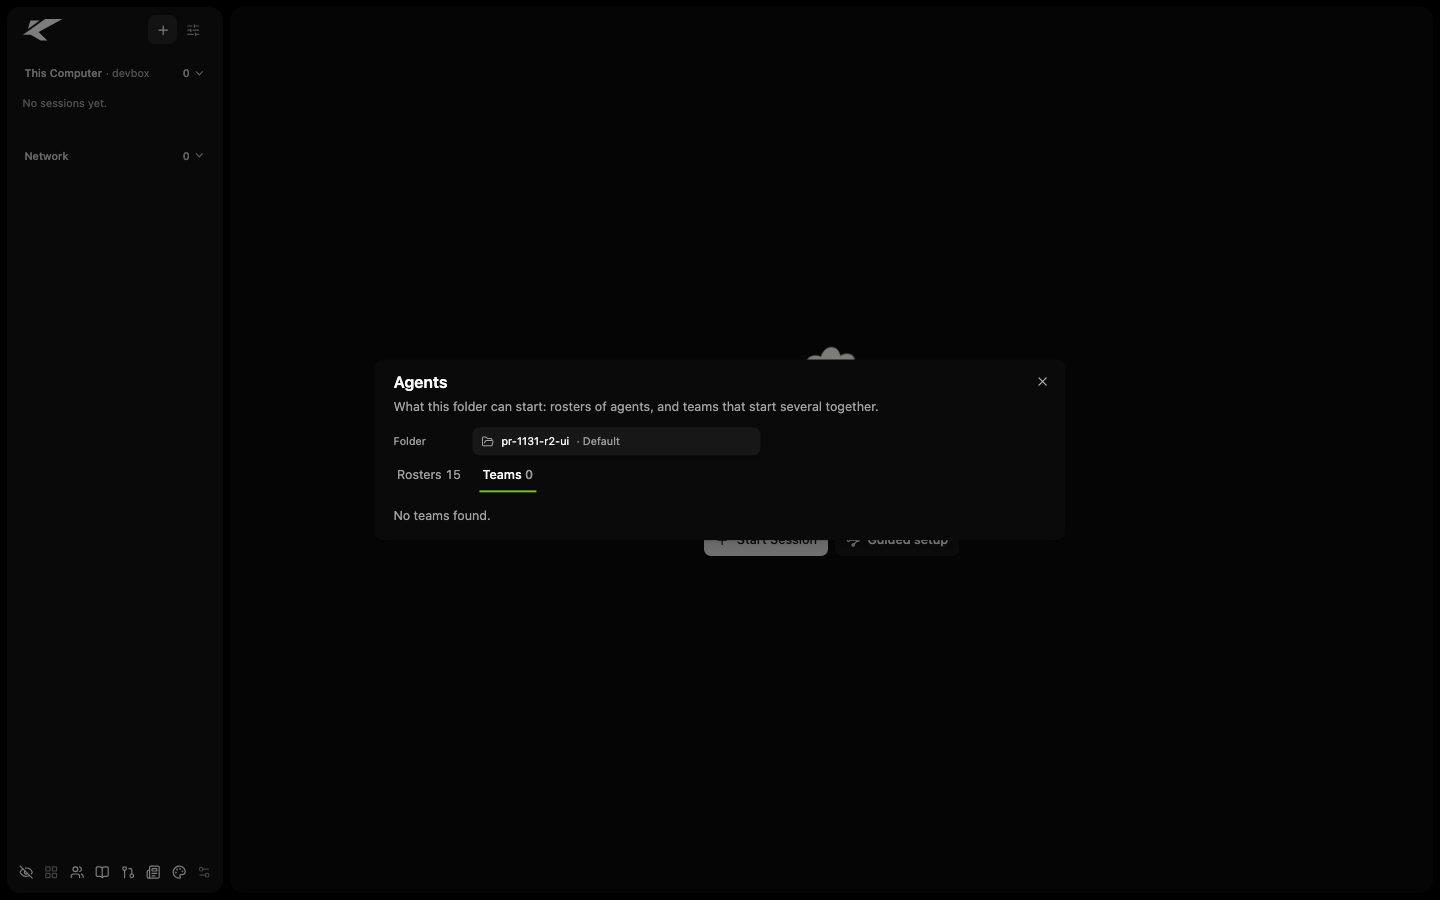 This Computer · devbox 0
No sessions yet.
Network 0
Agents
What this folder can start: rosters of agents, and teams that start several together.
Folder pr-1131-r2-ui · Default
Rosters 15 Teams 0
No teams found.
Start Session Guided setup